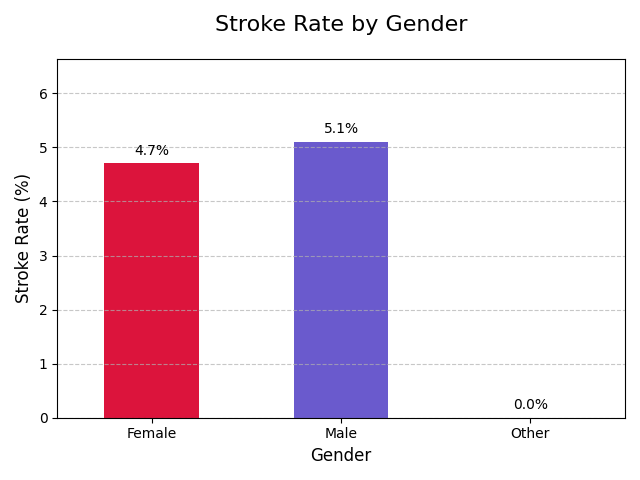 Stroke Rate by Gender
Stroke Rate (%)
6
5
4
3
2
1
0
4.7%
5.1%
0.0%
Female
Male
Other
Gender